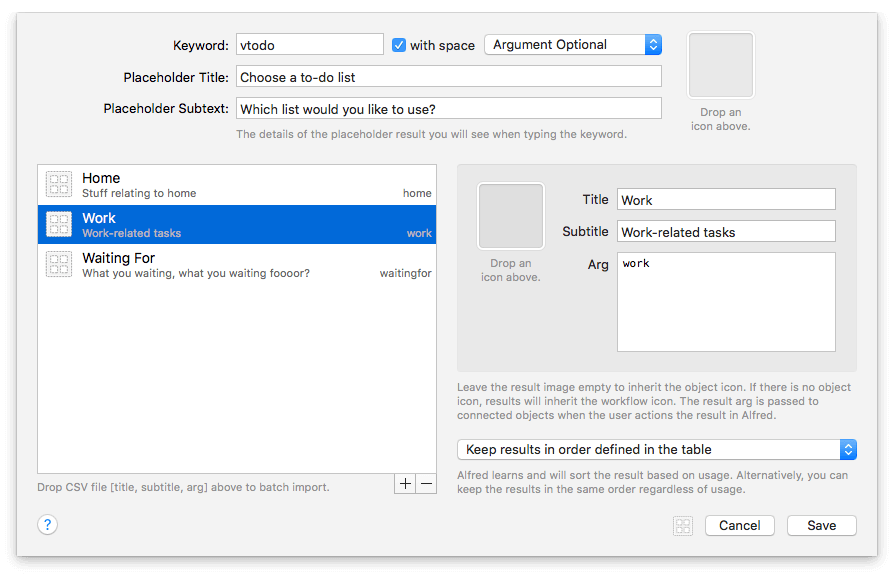 Keyword: vtodo with space Argument Optional
Placeholder Title: Choose a to-do list
Placeholder Subtext: Which list would you like to use?
The details of the placeholder result you will see when typing the keyword.
Drop an
icon above.
Home
Stuff relating to home home
Work
Work-related tasks work
Waiting For
What you waiting, what you waiting foooor? waitingfor
Drop CSV file [title, subtitle, arg] above to batch import.
+ −
Drop an
icon above.
Title Work
Subtitle Work-related tasks
Arg work
Leave the result image empty to inherit the object icon. If there is no object
icon, results will inherit the workflow icon. The result arg is passed to
connected objects when the user actions the result in Alfred.
Keep results in order defined in the table
Alfred learns and will sort the result based on usage. Alternatively, you can
keep the results in the same order regardless of usage.
? Cancel Save